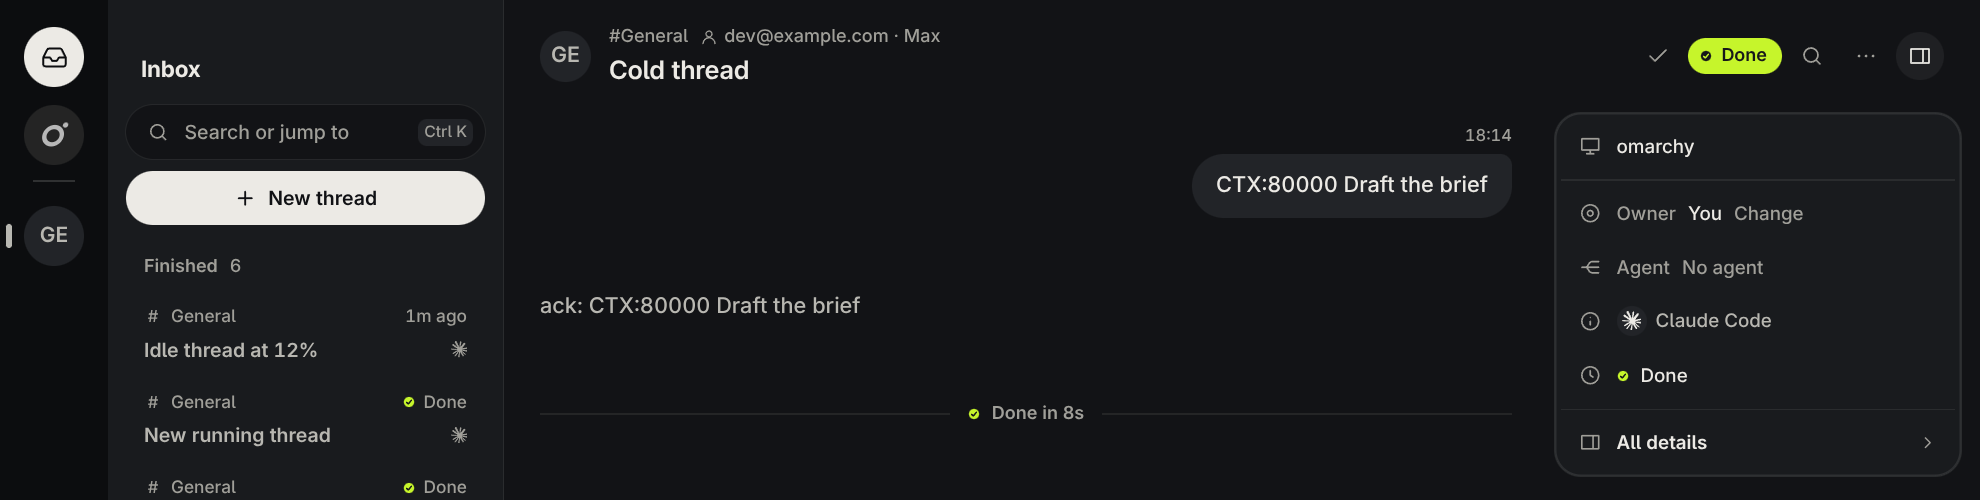 GE
Inbox
Search or jump to Ctrl K
+ New thread
Finished 6
# General 1m ago
Idle thread at 12%
# General Done
New running thread
# General Done
GE
#General dev@example.com · Max
Cold thread
Done
18:14
CTX:80000 Draft the brief
ack: CTX:80000 Draft the brief
Done in 8s
omarchy
Owner You Change
Agent No agent
Claude Code
Done
All details